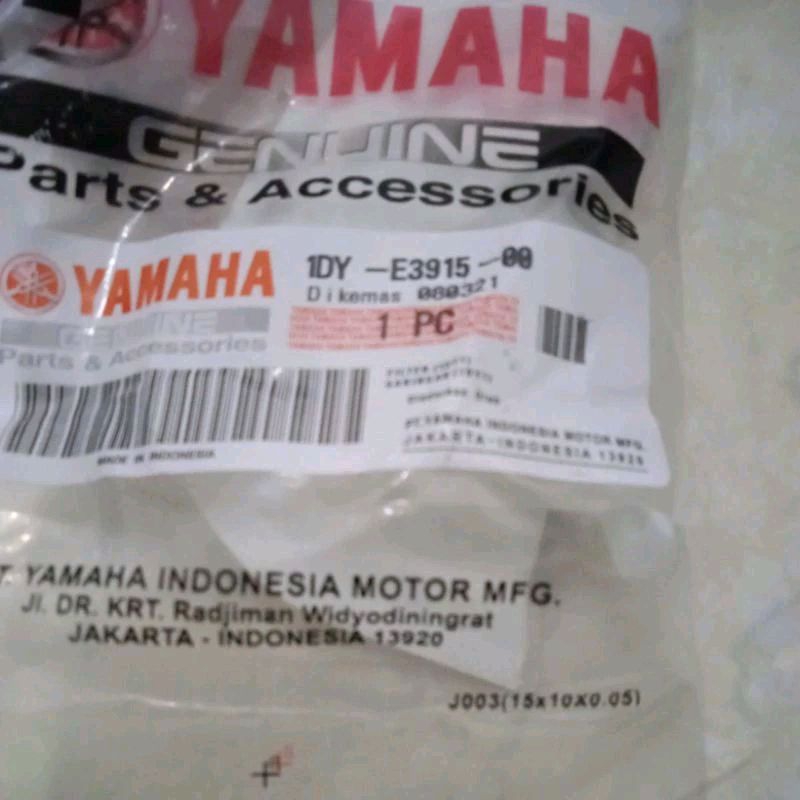 YAMAHA
GENUINE
Parts & Accessories
YAMAHA
GENUINE
Parts & Accessories
1DY-E3915-00
Dikemas 080321
1 PC
MADE IN INDONESIA
PT.YAMAHA INDONESIA MOTOR MFG.
JAKARTA-INDONESIA 13920
YAMAHA INDONESIA MOTOR MFG.
Jl. DR. KRT. Radjiman Widyodiningrat
JAKARTA - INDONESIA 13920
J003(15x10x0.05)